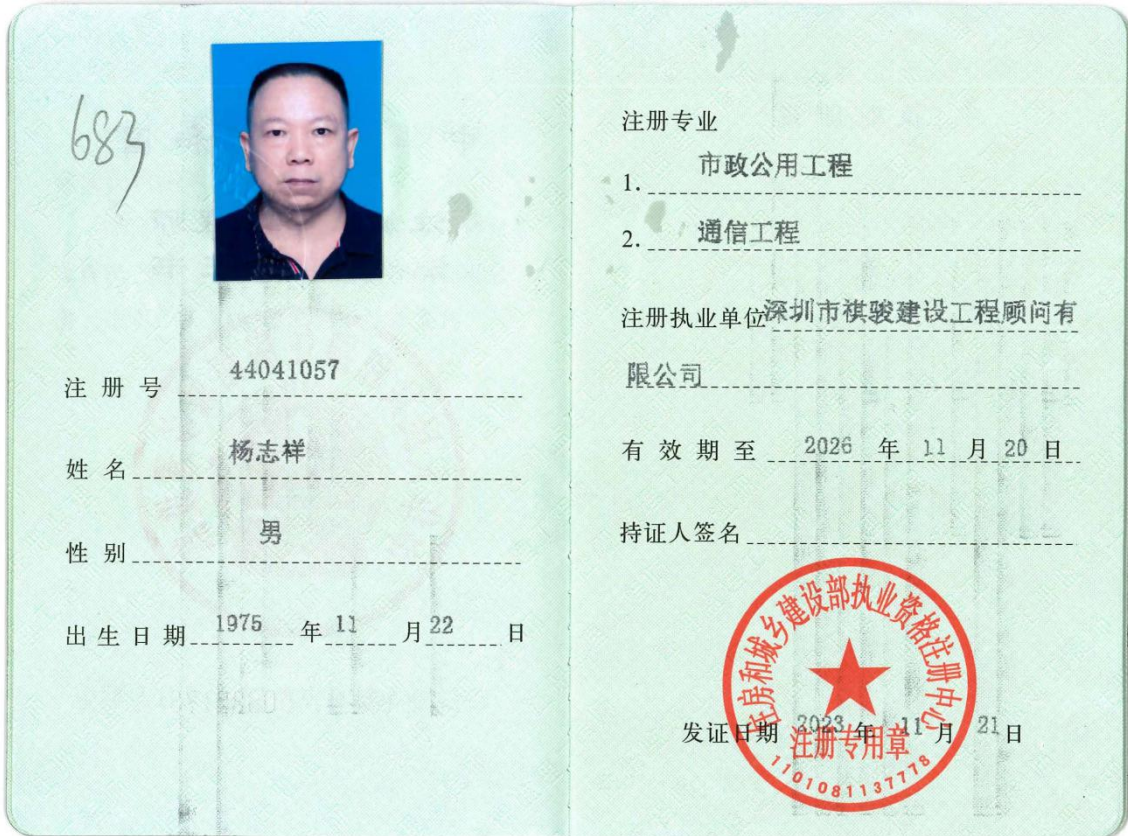 683
注 册 号 44041057
姓 名 杨志祥
性 别 男
出 生 日 期 1975 年 11 月 22 日
注册专业
1. 市政公用工程
2. 通信工程
注册执业单位 深圳市祺骏建设工程顾问有
限公司
有 效 期 至 2026 年 11 月 20 日
持证人签名
住房和城乡建设部执业资格注册中心
发证日期 2023 年 11 月 21 日
注册专用章
1101081137778